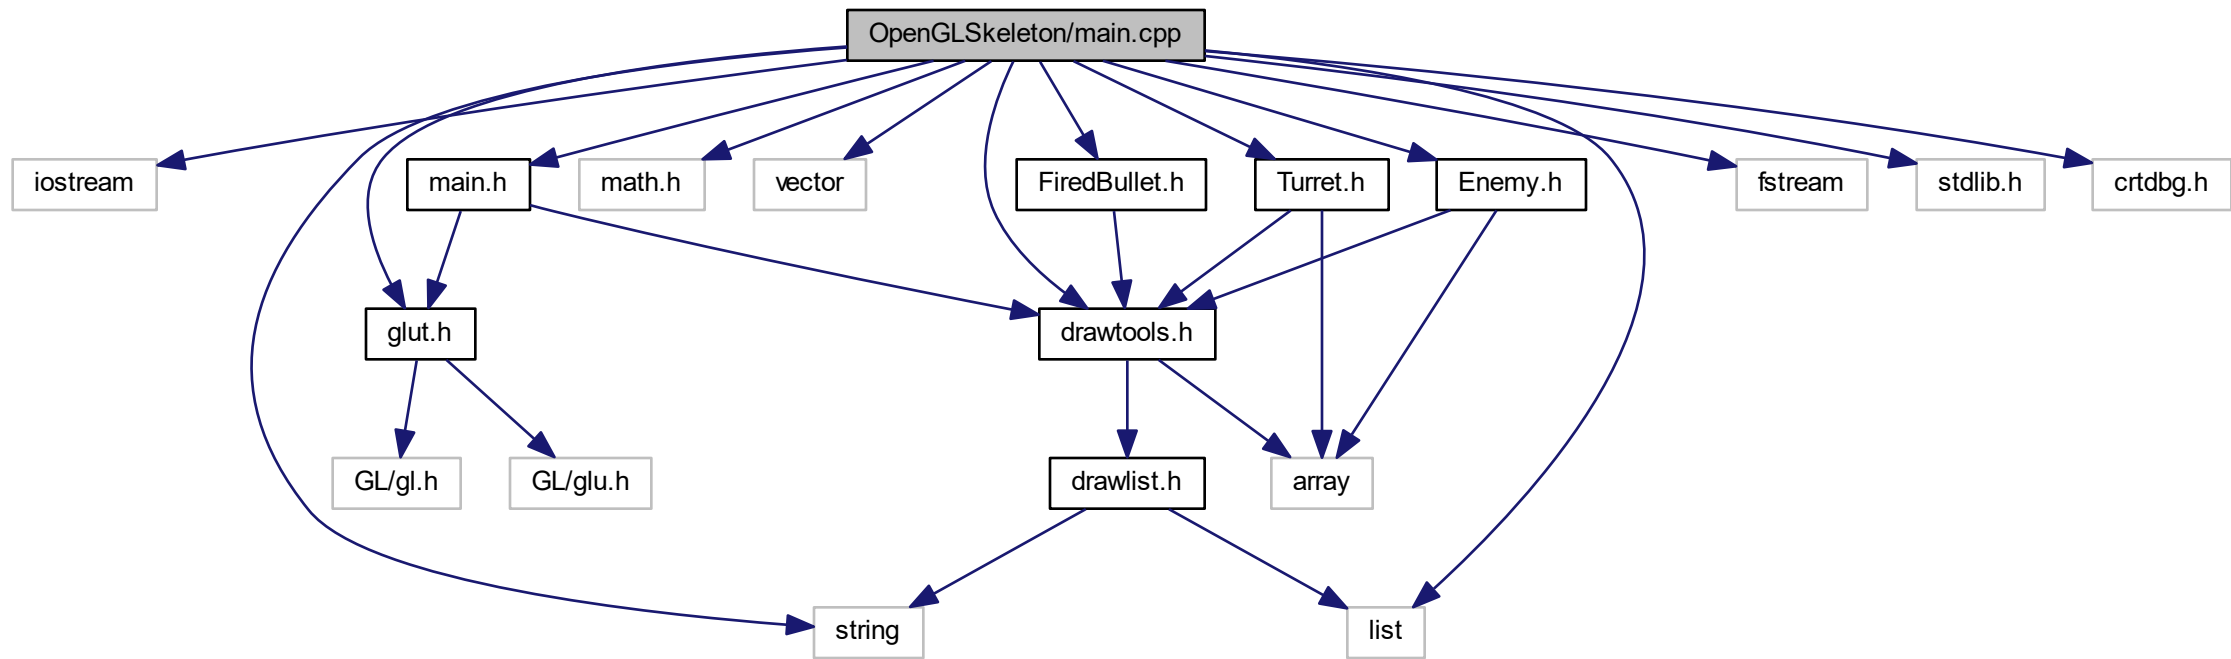 OpenGLSkeleton/main.cpp
iostream
main.h
math.h
vector
FiredBullet.h
Turret.h
Enemy.h
fstream
stdlib.h
crtdbg.h
glut.h
drawtools.h
GL/gl.h
GL/glu.h
drawlist.h
array
string
list